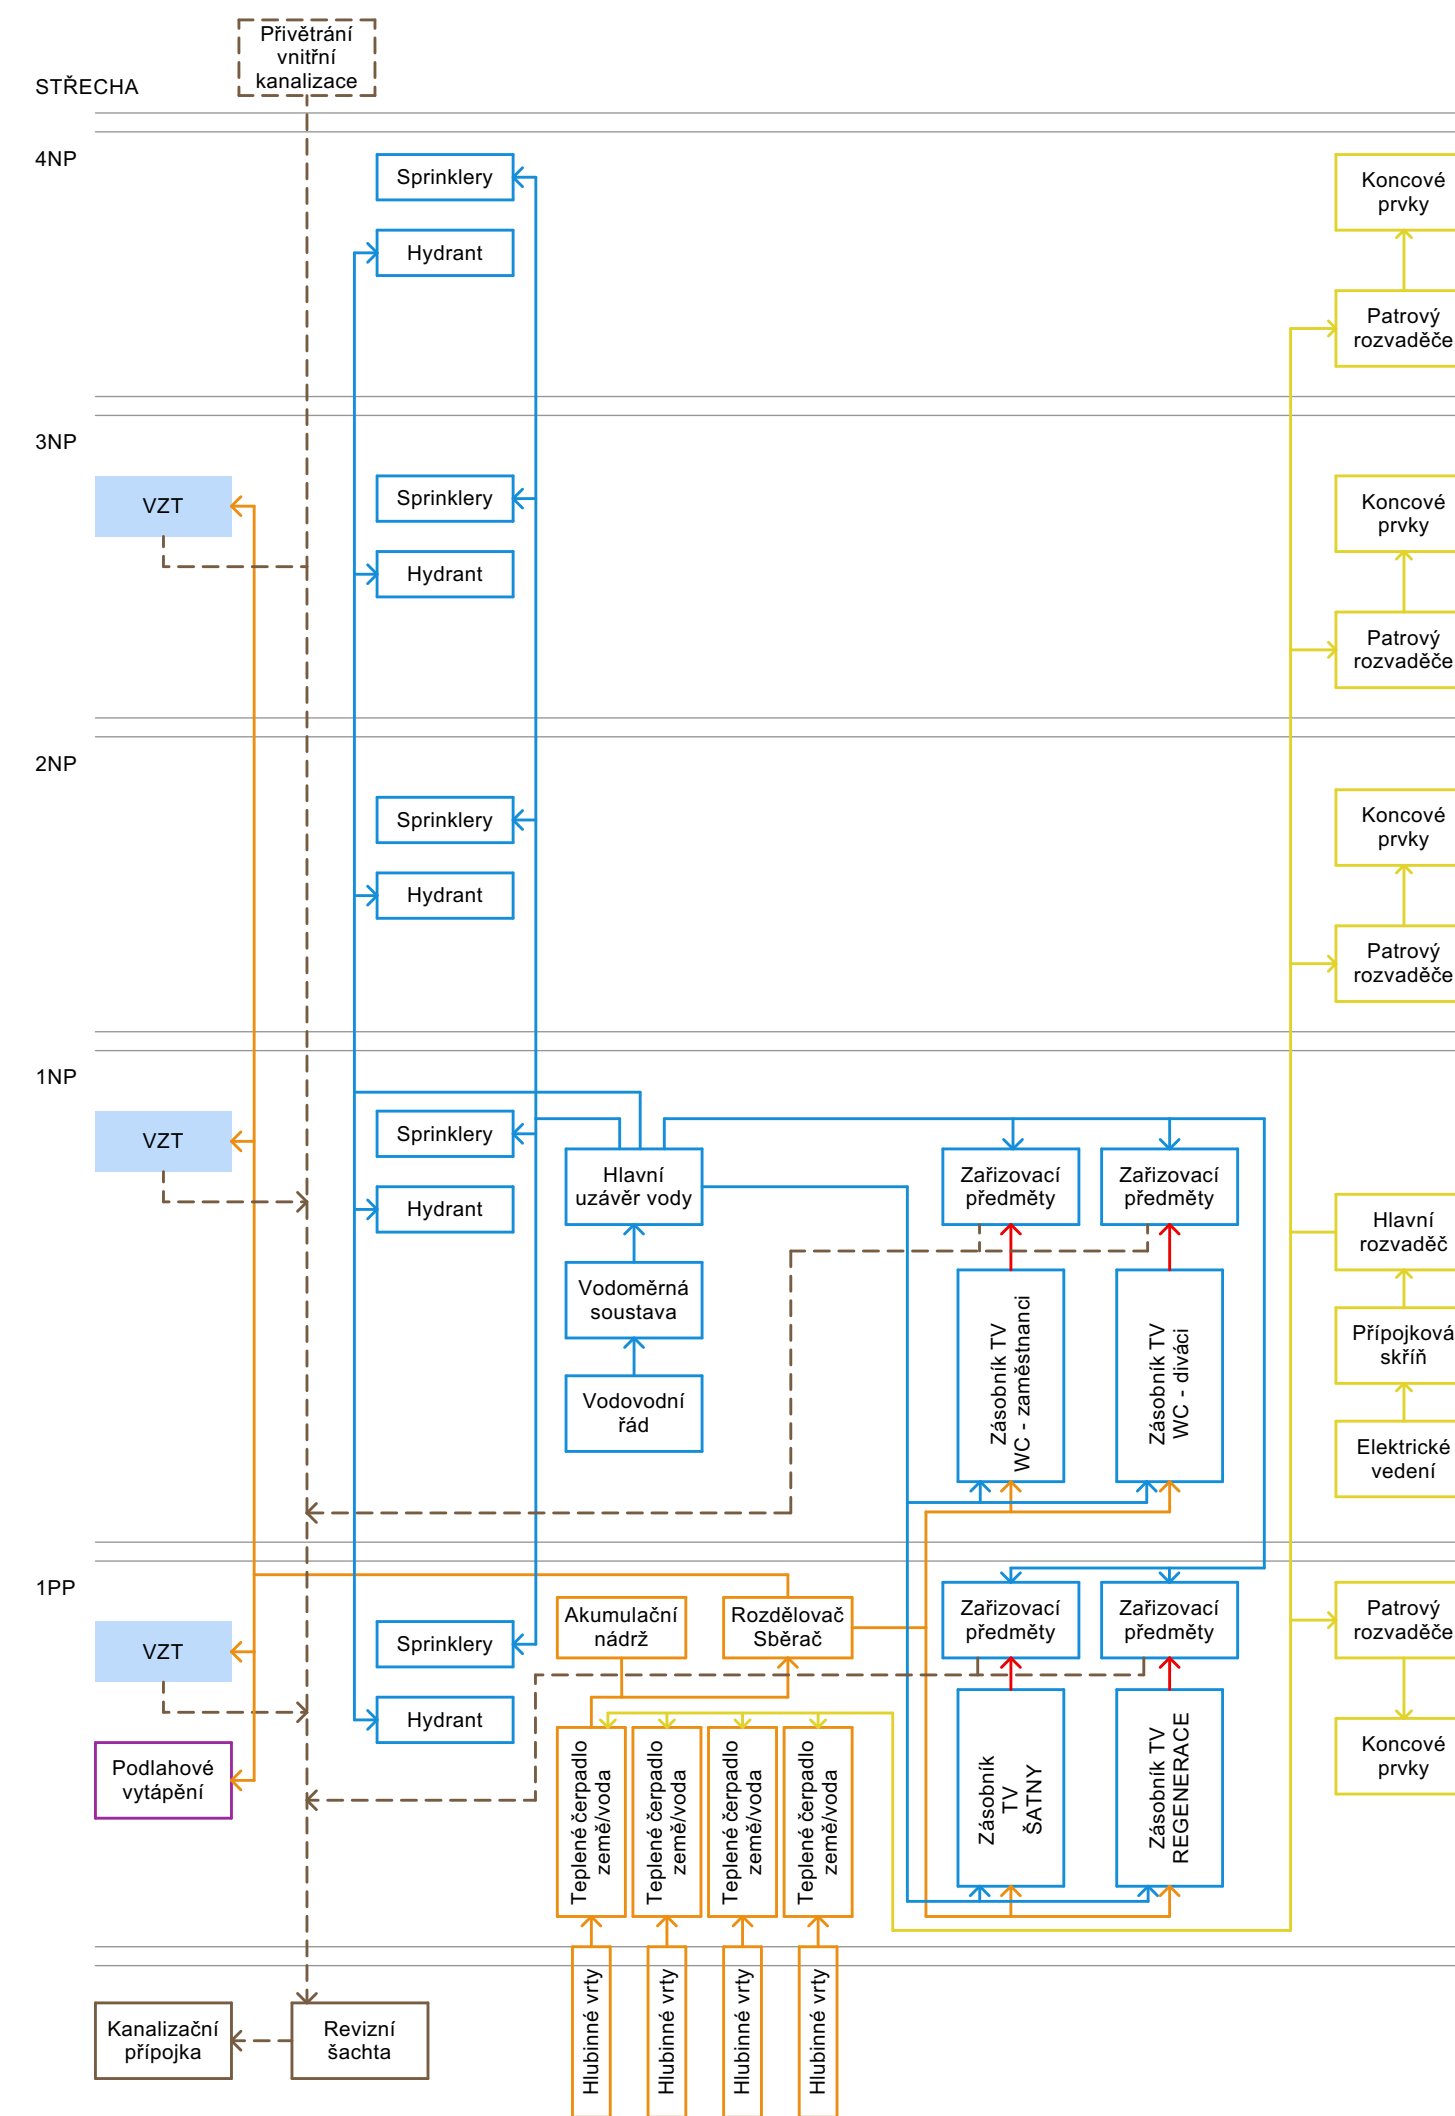 Přivětrání
vnitřní
kanalizace
STŘECHA
4NP
Sprinklery
Koncové
prvky
Hydrant
Patrový
rozvaděče
3NP
VZT
Sprinklery
Koncové
prvky
Hydrant
Patrový
rozvaděče
2NP
Sprinklery
Koncové
prvky
Hydrant
Patrový
rozvaděče
1NP
VZT
Sprinklery
Hydrant
Hlavní
uzávěr vody
Zařizovací
předměty
Zařizovací
předměty
Hlavní
rozvaděč
Vodoměrná
soustava
Zásobník TV
WC - zaměstnanci
Zásobník TV
WC - diváci
Přípojková
skříň
Vodovodní
řád
Elektrické
vedení
1PP
VZT
Sprinklery
Akumulační
nádrž
Rozdělovač
Sběrač
Zařizovací
předměty
Zařizovací
předměty
Patrový
rozvaděče
Hydrant
Podlahové
vytápění
Teplené čerpadlo
země/voda
Teplené čerpadlo
země/voda
Teplené čerpadlo
země/voda
Teplené čerpadlo
země/voda
Zásobník
TV
ŠATNY
Zásobník TV
REGENERACE
Koncové
prvky
Kanalizační
přípojka
Revizní
šachta
Hlubinné vrty
Hlubinné vrty
Hlubinné vrty
Hlubinné vrty